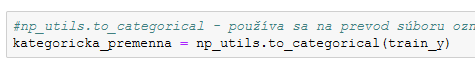 #np_utils.to_categorical - používa sa na prevod súboru ozn
kategoricka_premenna = np_utils.to_categorical(train_y)